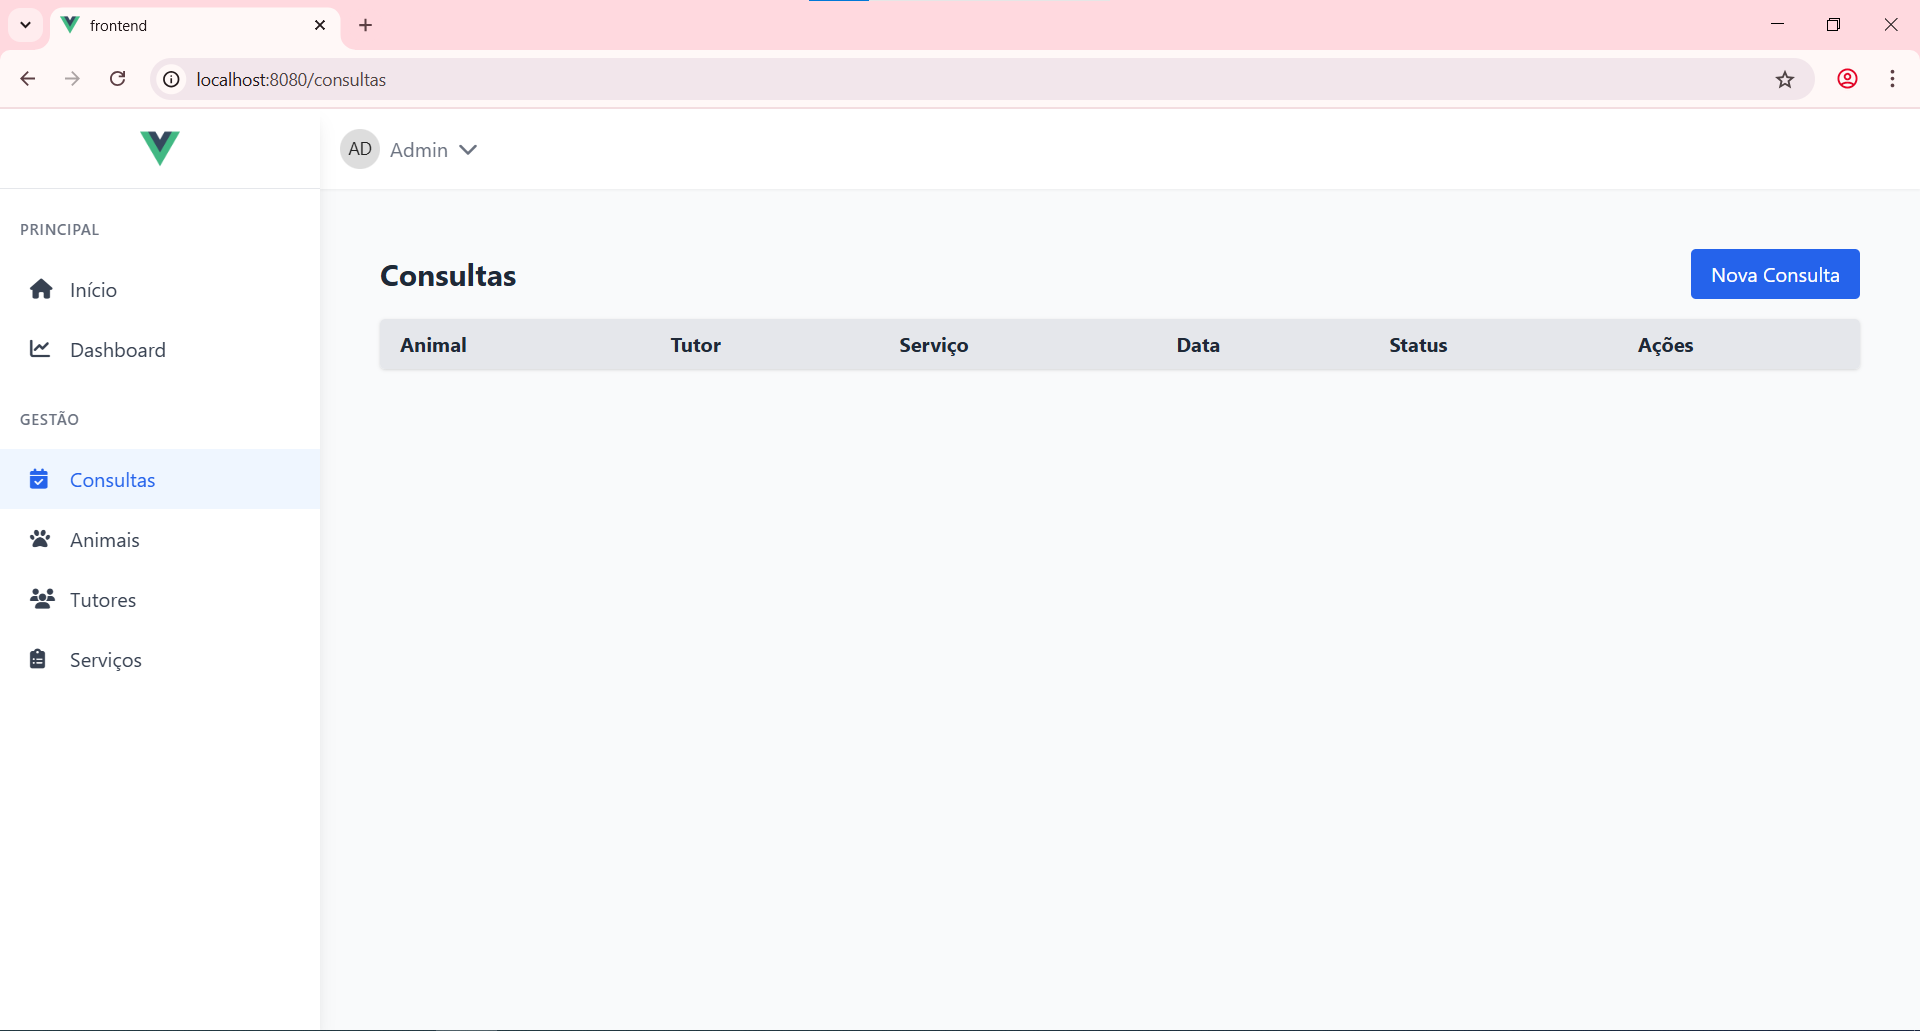 frontend
localhost:8080/consultas
AD Admin
PRINCIPAL
Início
Dashboard
GESTÃO
Consultas
Animais
Tutores
Serviços
Consultas
Nova Consulta
Animal Tutor Serviço Data Status Ações